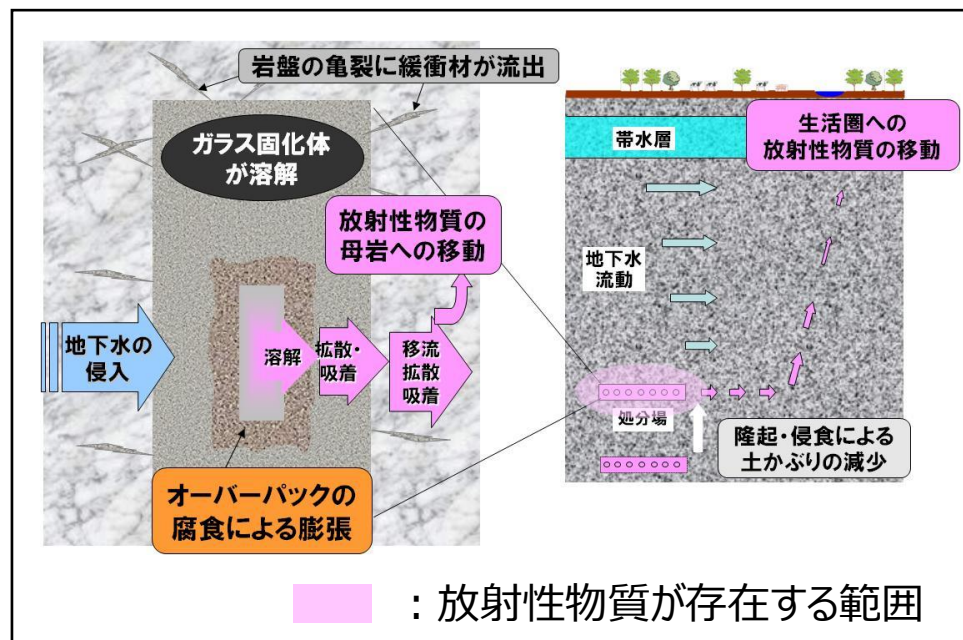 岩盤の亀裂に緩衝材が流出
ガラス固化体
が溶解
放射性物質の
母岩への移動
地下水の
侵入
溶解
拡散・
吸着
移流
拡散
吸着
オーバーパックの
腐食による膨張
帯水層
生活圏への
放射性物質の移動
地下水
流動
処分場
隆起・侵食による
土かぶりの減少
：放射性物質が存在する範囲